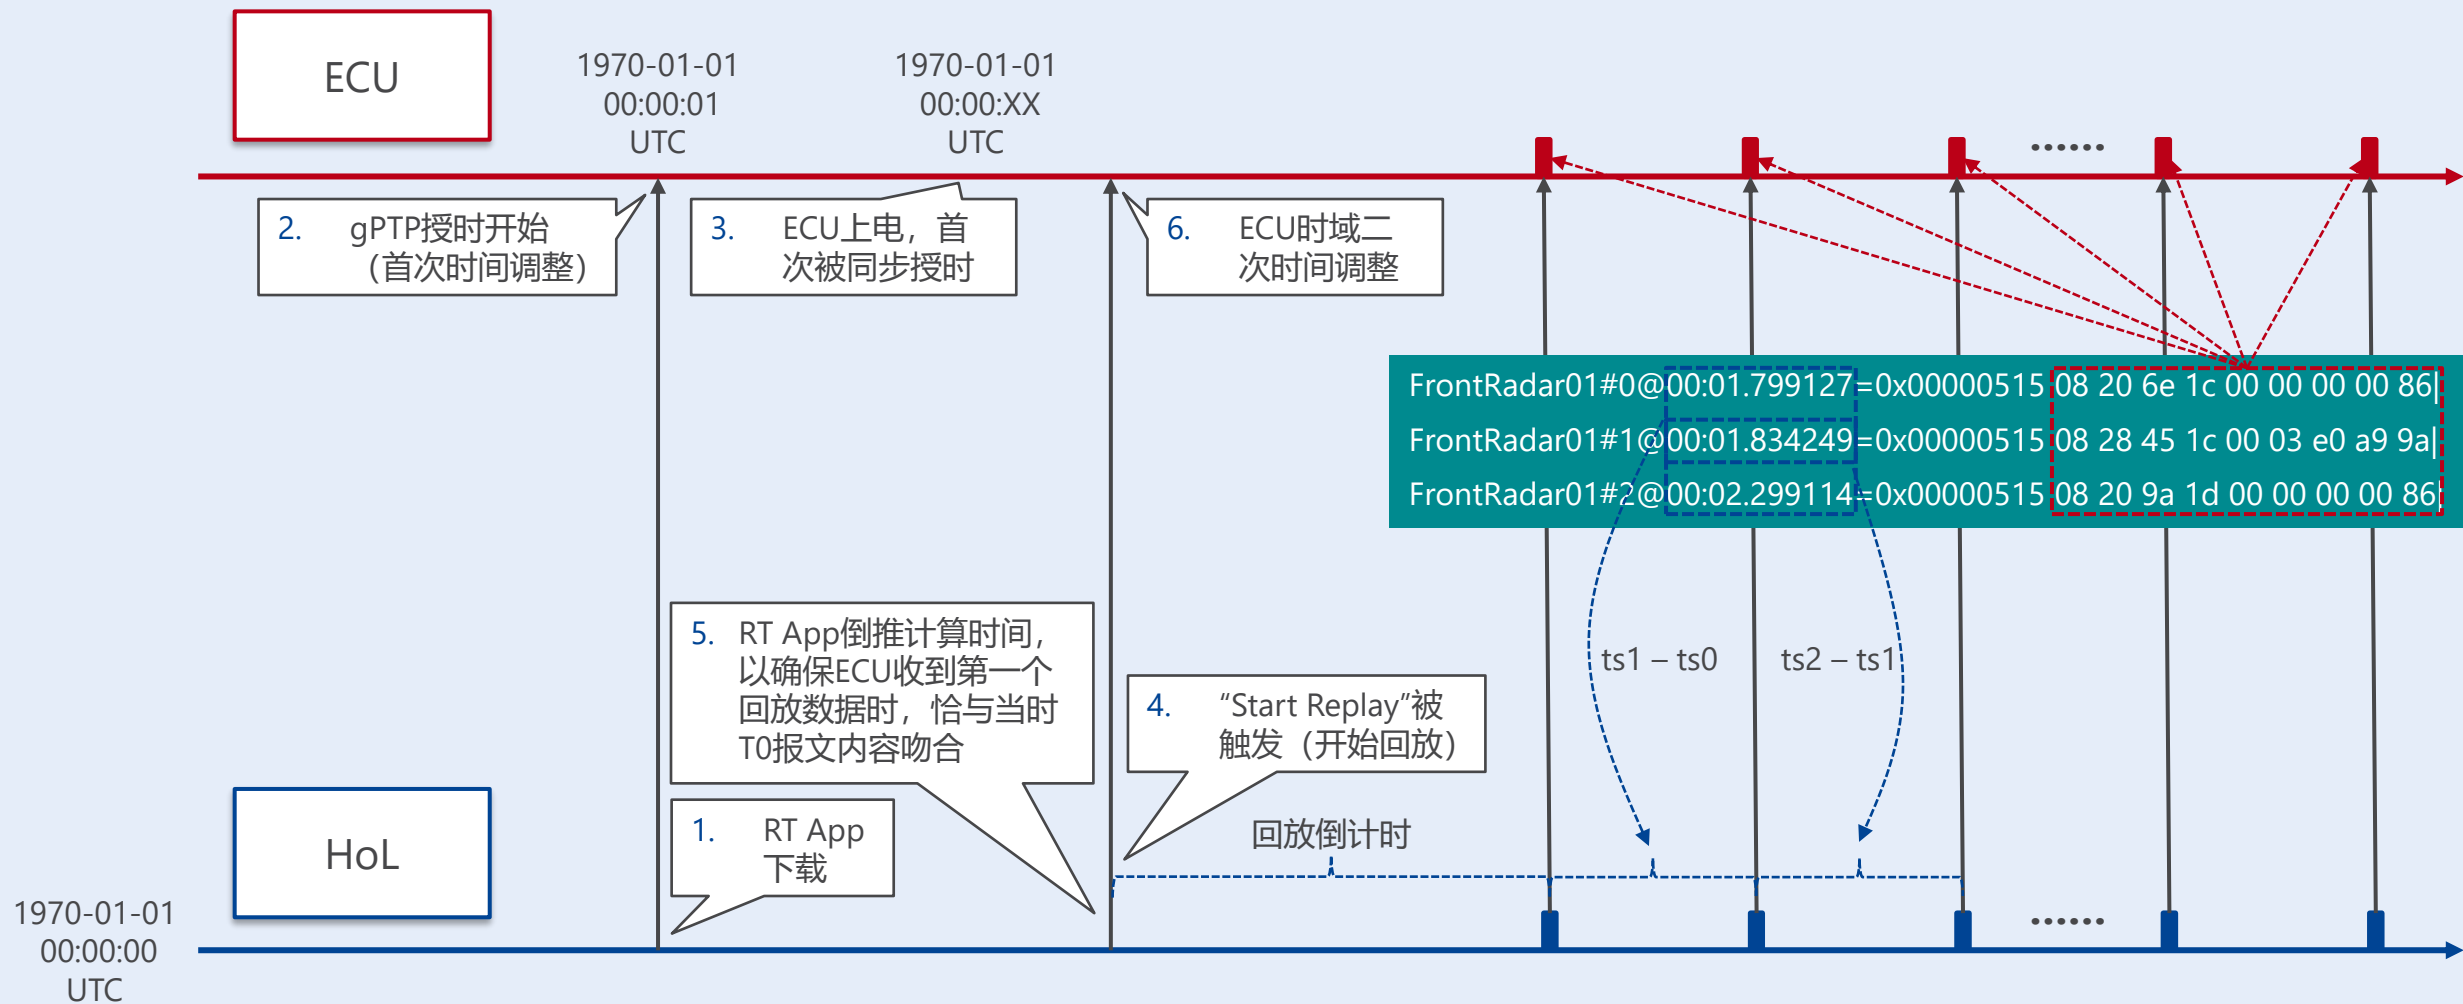 ECU
1970-01-01
00:00:01
UTC
1970-01-01
00:00:XX
UTC
......
2. gPTP授时开始
（首次时间调整）
3. ECU上电，首
次被同步授时
6. ECU时域二
次时间调整
FrontRadar01#0@00:01.799127=0x00000515 08 20 6e 1c 00 00 00 00 86|
FrontRadar01#1@00:01.834249=0x00000515 08 28 45 1c 00 03 e0 a9 9a|
FrontRadar01#2@00:02.299114=0x00000515 08 20 9a 1d 00 00 00 00 86|
5. RT App倒推计算时间，
以确保ECU收到第一个
回放数据时，恰与当时
T0报文内容吻合
ts1 – ts0
ts2 – ts1
4. “Start Replay”被
触发（开始回放）
1. RT App
下载
回放倒计时
HoL
......
1970-01-01
00:00:00
UTC